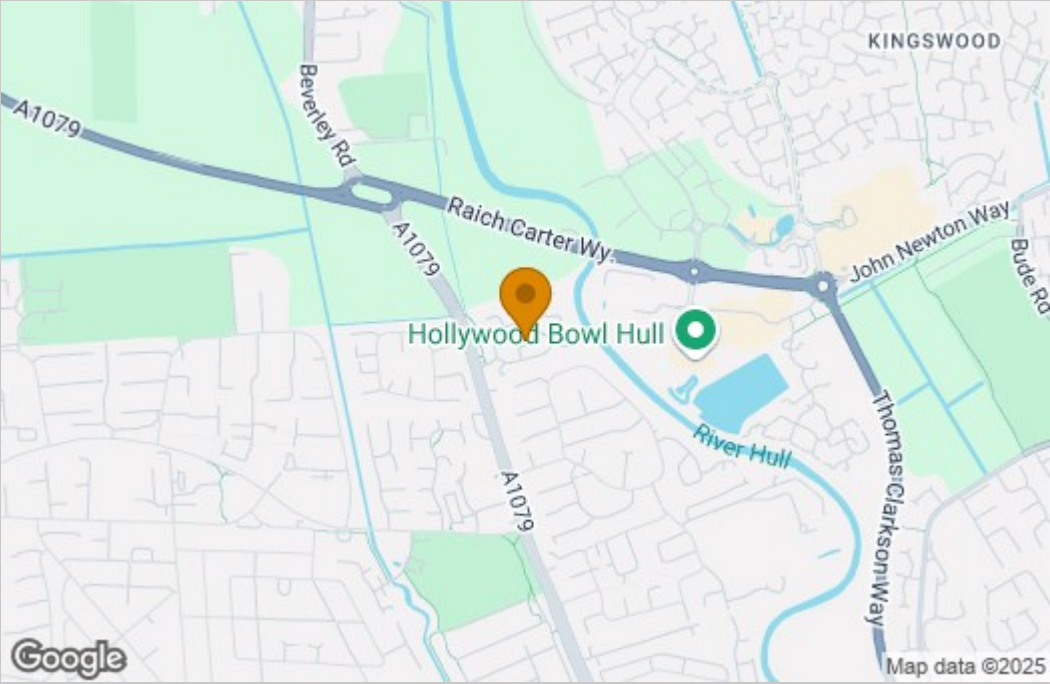 KINGSWOOD
A1079
Beverley Rd
Raich Carter Wy.
A1079
John Newton Way
Bude Rd
Hollywood Bowl Hull
River Hull
Thomas Clarkson Way
A1079
Google
Map data ©2025